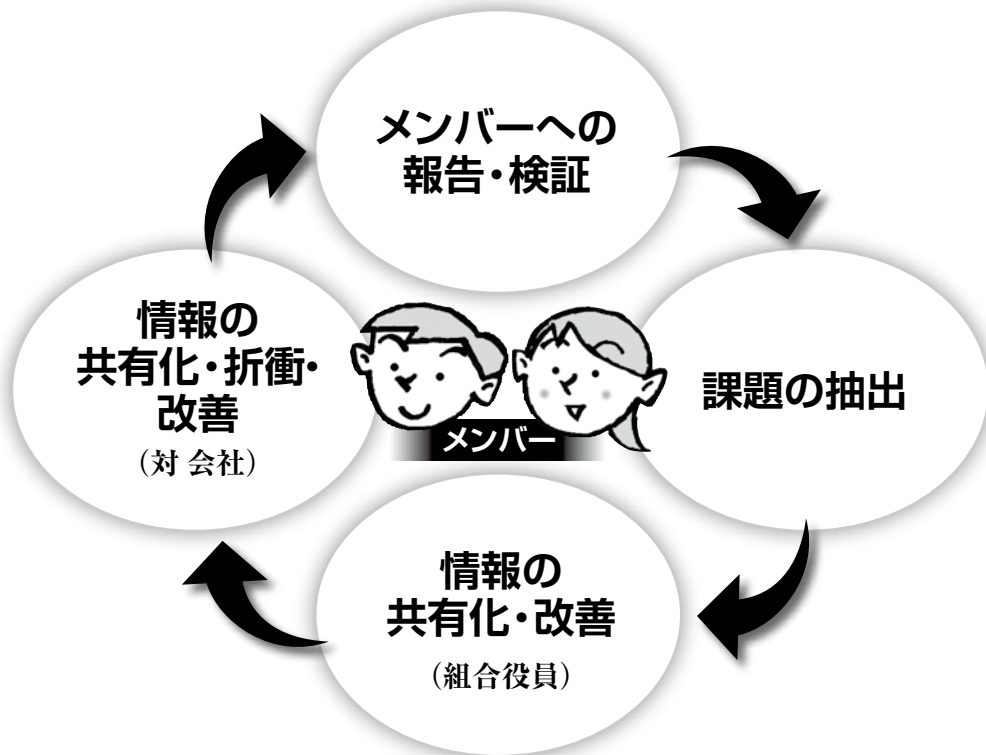 メンバーへの
報告・検証
情報の
共有化・折衝・
改善
（対 会社）
メンバー
課題の抽出
情報の
共有化・改善
（組合役員）